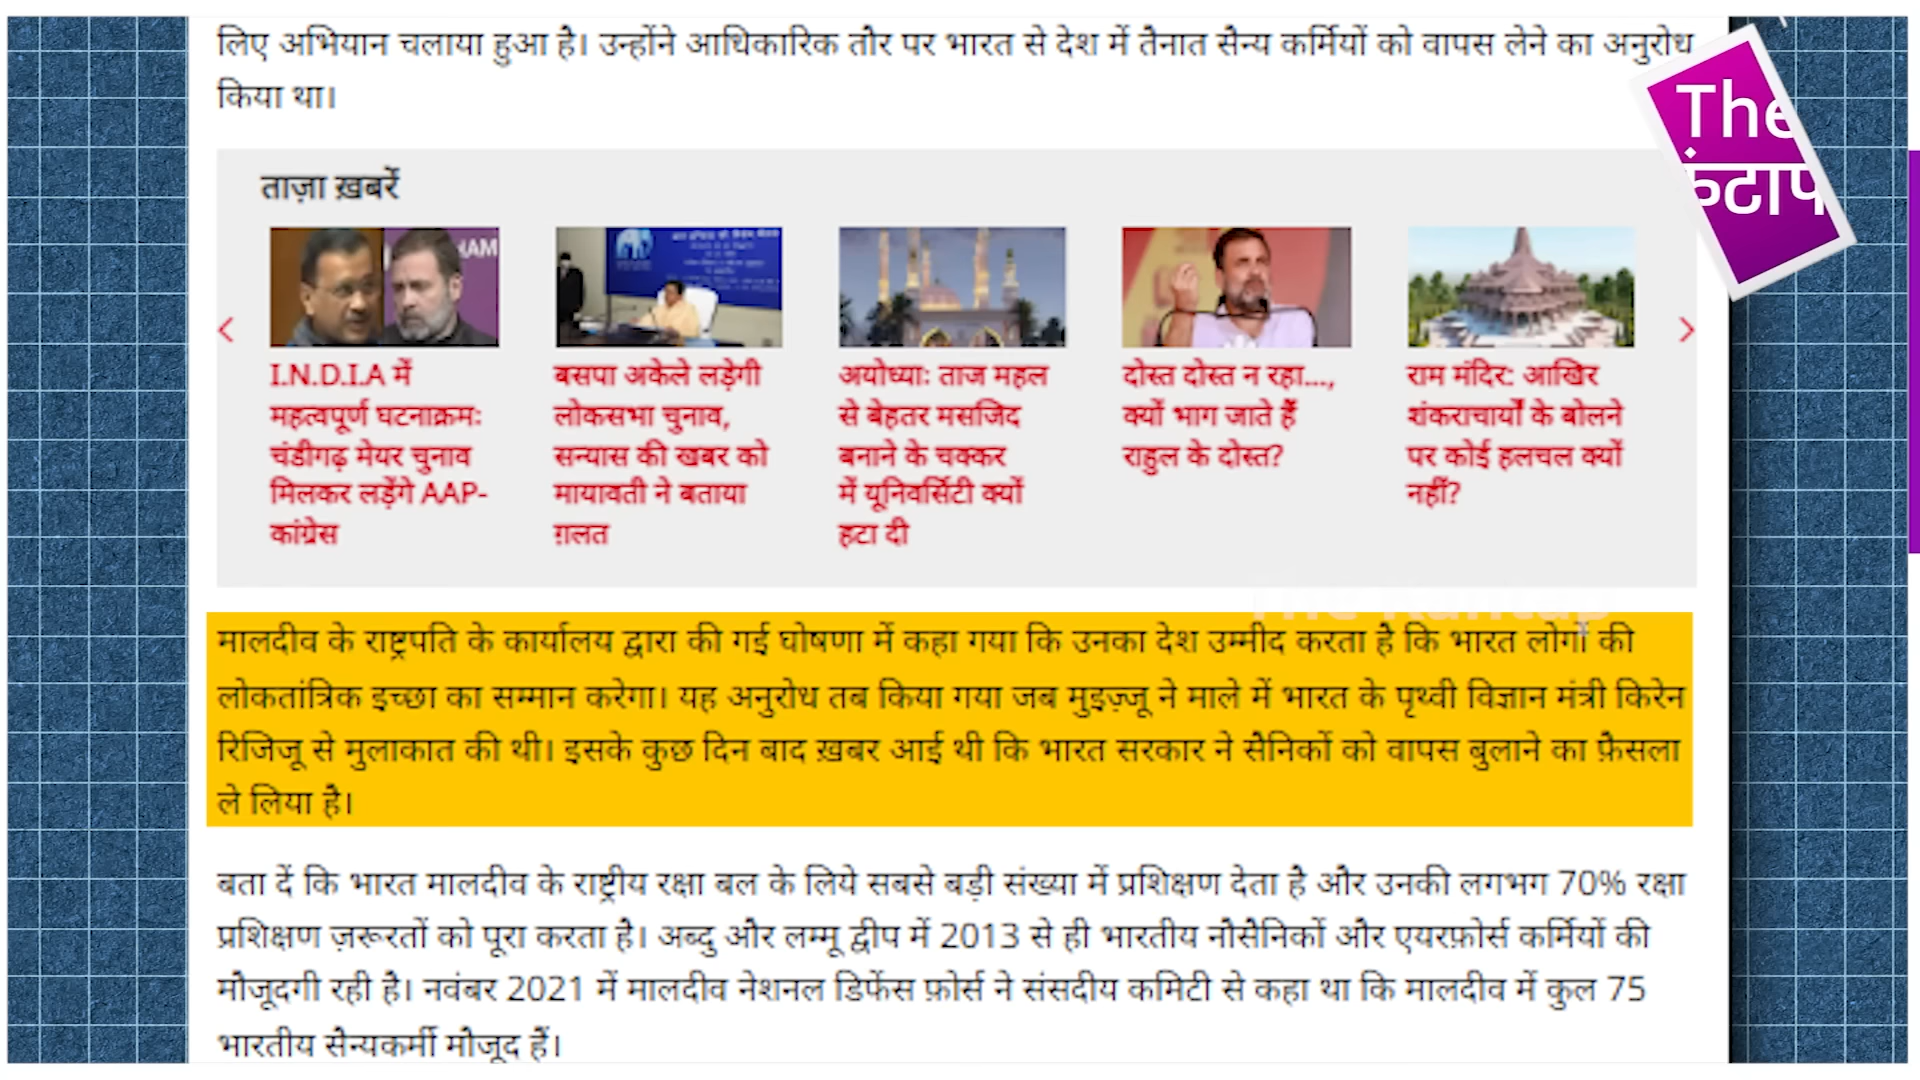 लिए अभियान चलाया हुआ है। उन्होंने आधिकारिक तौर पर भारत से देश में तैनात सैन्य कर्मियों को वापस लेने का अनुरोध
किया था।
The
कंटाप
ताज़ा ख़बरें
I.N.D.I.A में
महत्वपूर्ण घटनाक्रमः
चंडीगढ़ मेयर चुनाव
मिलकर लड़ेंगे AAP-
कांग्रेस
बसपा अकेले लड़ेगी
लोकसभा चुनाव,
सन्यास की खबर को
मायावती ने बताया
ग़लत
अयोध्याः ताज महल
से बेहतर मसजिद
बनाने के चक्कर
में यूनिवर्सिटी क्यों
हटा दी
दोस्त दोस्त न रहा...,
क्यों भाग जाते हैं
राहुल के दोस्त?
राम मंदिर: आखिर
शंकराचार्यों के बोलने
पर कोई हलचल क्यों
नहीं?
मालदीव के राष्ट्रपति के कार्यालय द्वारा की गई घोषणा में कहा गया कि उनका देश उम्मीद करता है कि भारत लोगों की
लोकतांत्रिक इच्छा का सम्मान करेगा। यह अनुरोध तब किया गया जब मुइज़्जू ने माले में भारत के पृथ्वी विज्ञान मंत्री किरेन
रिजिजू से मुलाकात की थी। इसके कुछ दिन बाद ख़बर आई थी कि भारत सरकार ने सैनिकों को वापस बुलाने का फ़ैसला
ले लिया है।
बता दें कि भारत मालदीव के राष्ट्रीय रक्षा बल के लिये सबसे बड़ी संख्या में प्रशिक्षण देता है और उनकी लगभग 70% रक्षा
प्रशिक्षण ज़रूरतों को पूरा करता है। अब्दु और लम्मू द्वीप में 2013 से ही भारतीय नौसैनिकों और एयरफ़ोर्स कर्मियों की
मौजूदगी रही है। नवंबर 2021 में मालदीव नेशनल डिफेंस फ़ोर्स ने संसदीय कमिटी से कहा था कि मालदीव में कुल 75
भारतीय सैन्यकर्मी मौजूद हैं।